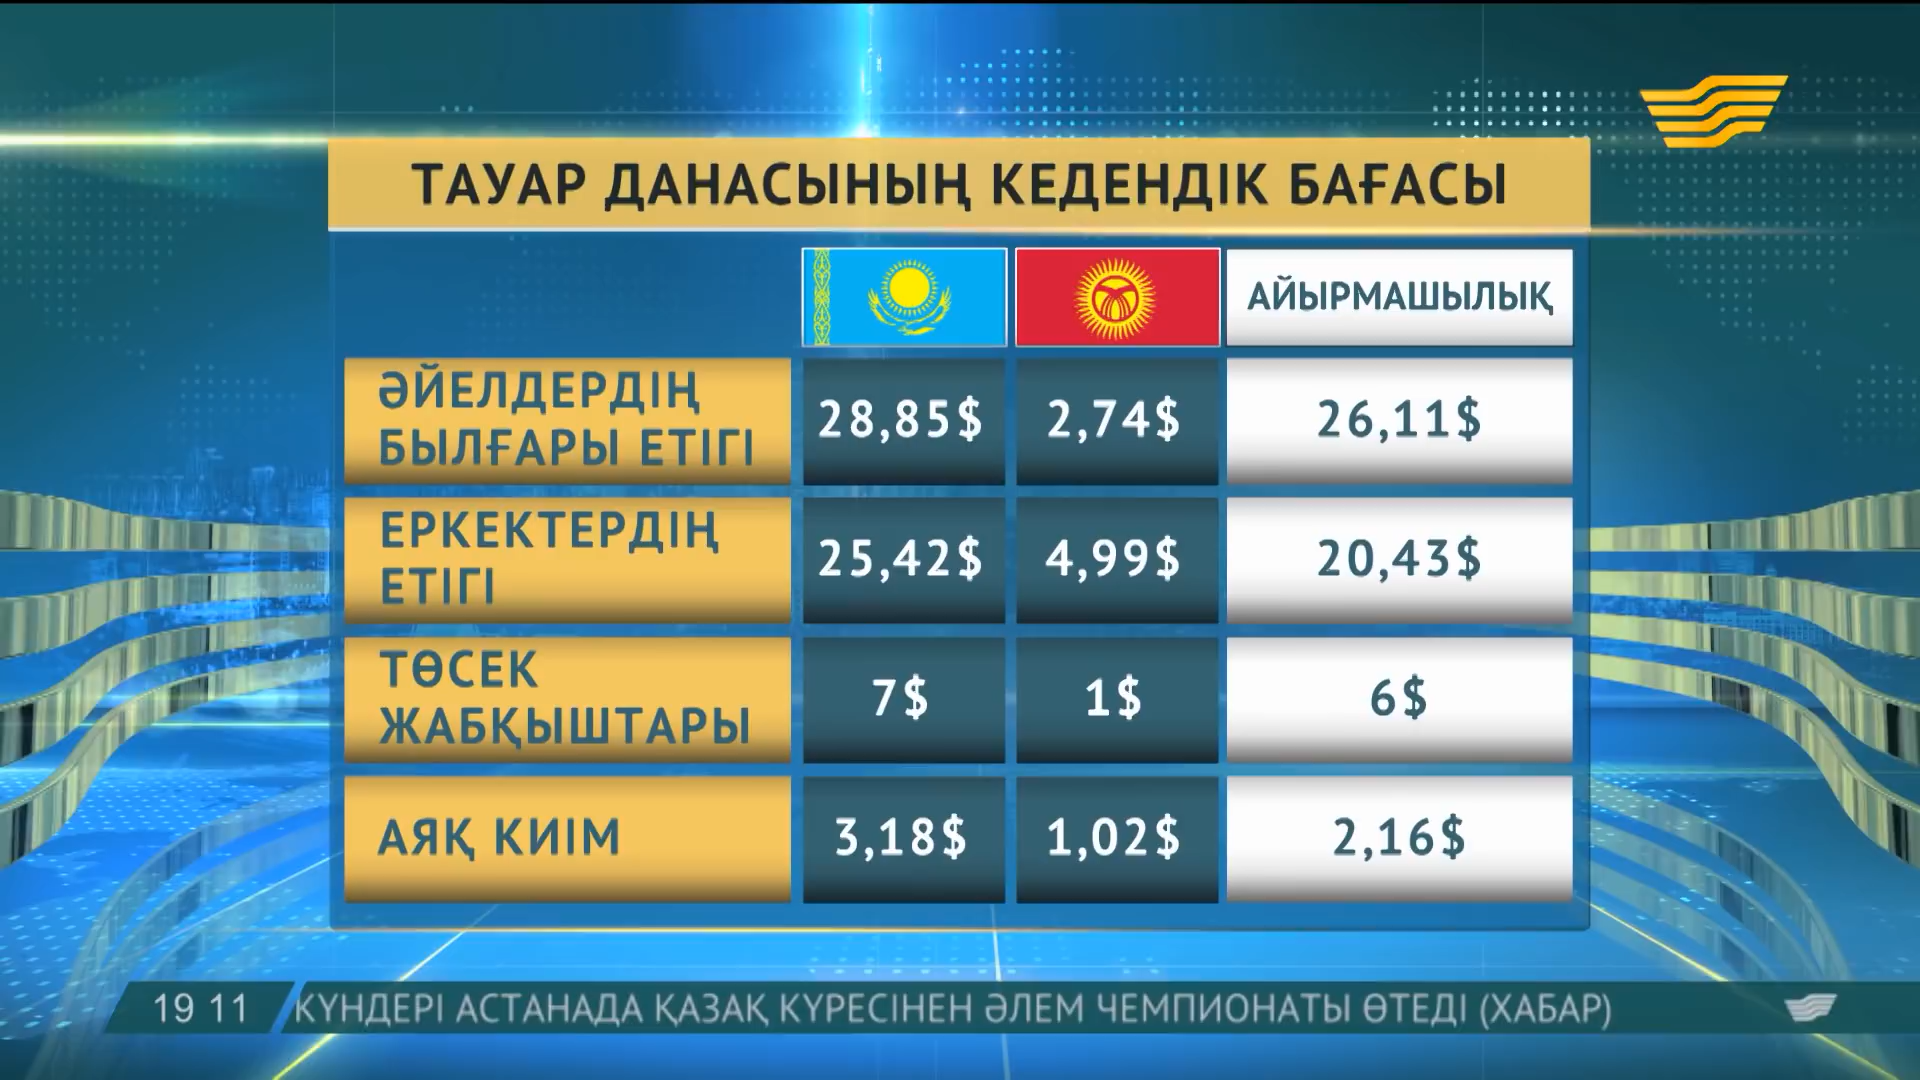 ТАУАР ДАНАСЫНЫҢ КЕДЕНДІК БАҒАСЫ
АЙЫРМАШЫЛЫҚ
ӘЙЕЛДЕРДІҢ
БЫЛҒАРЫ ЕТІГІ
28,85$ 2,74$ 26,11$
ЕРКЕКТЕРДІҢ
ЕТІГІ
25,42$ 4,99$ 20,43$
ТӨСЕК
ЖАБҚЫШТАРЫ
7$ 1$ 6$
АЯҚ КИІМ 3,18$ 1,02$ 2,16$
19 11 КҮНДЕРІ АСТАНАДА ҚАЗАҚ КҮРЕСІНЕН ӘЛЕМ ЧЕМПИОНАТЫ ӨТЕДІ (ХАБАР)